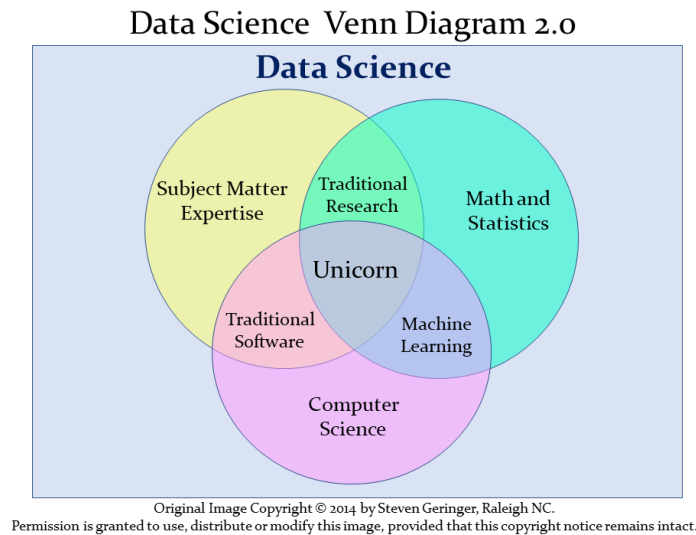 Data Science Venn Diagram 2.0
Data Science
Subject Matter
Expertise
Traditional
Research
Math and
Statistics
Unicorn
Traditional
Software
Machine
Learning
Computer
Science
Original Image Copyright © 2014 by Steven Geringer, Raleigh NC.
Permission is granted to use, distribute or modify this image, provided that this copyright notice remains intact.